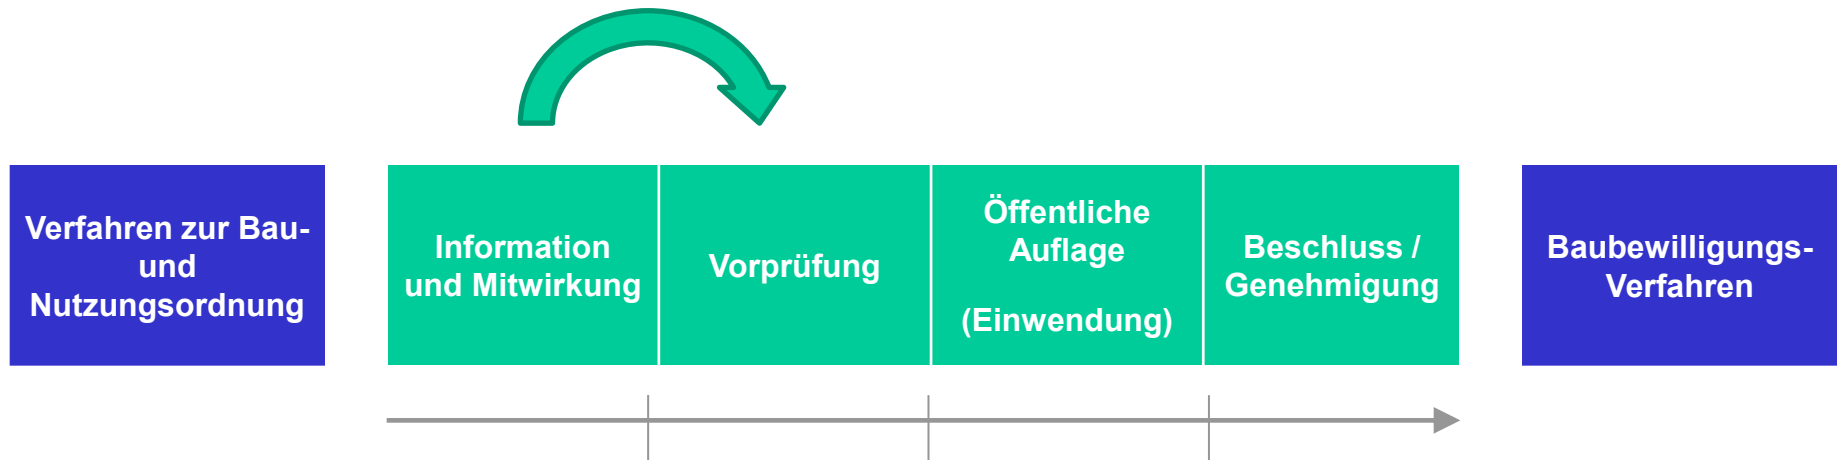 Verfahren zur Bau-
und
Nutzungsordnung
Information
und Mitwirkung
Vorprüfung
Öffentliche
Auflage
(Einwendung)
Beschluss /
Genehmigung
Baubewilligungs-
Verfahren